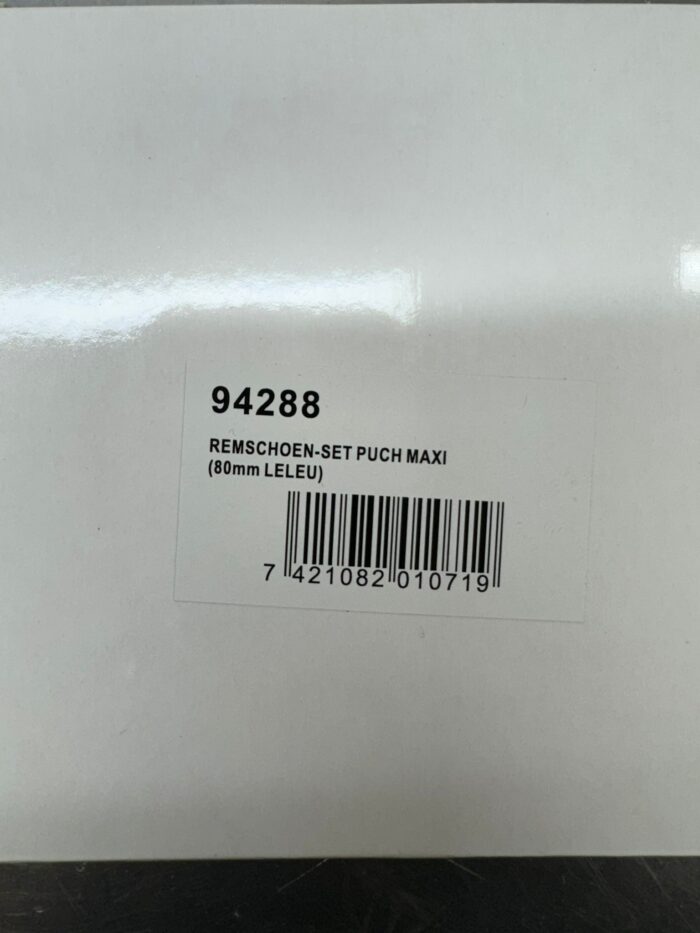 94288
REMSCHOEN-SET PUCH MAXI
(80mm LELEU)
7 421082 010719